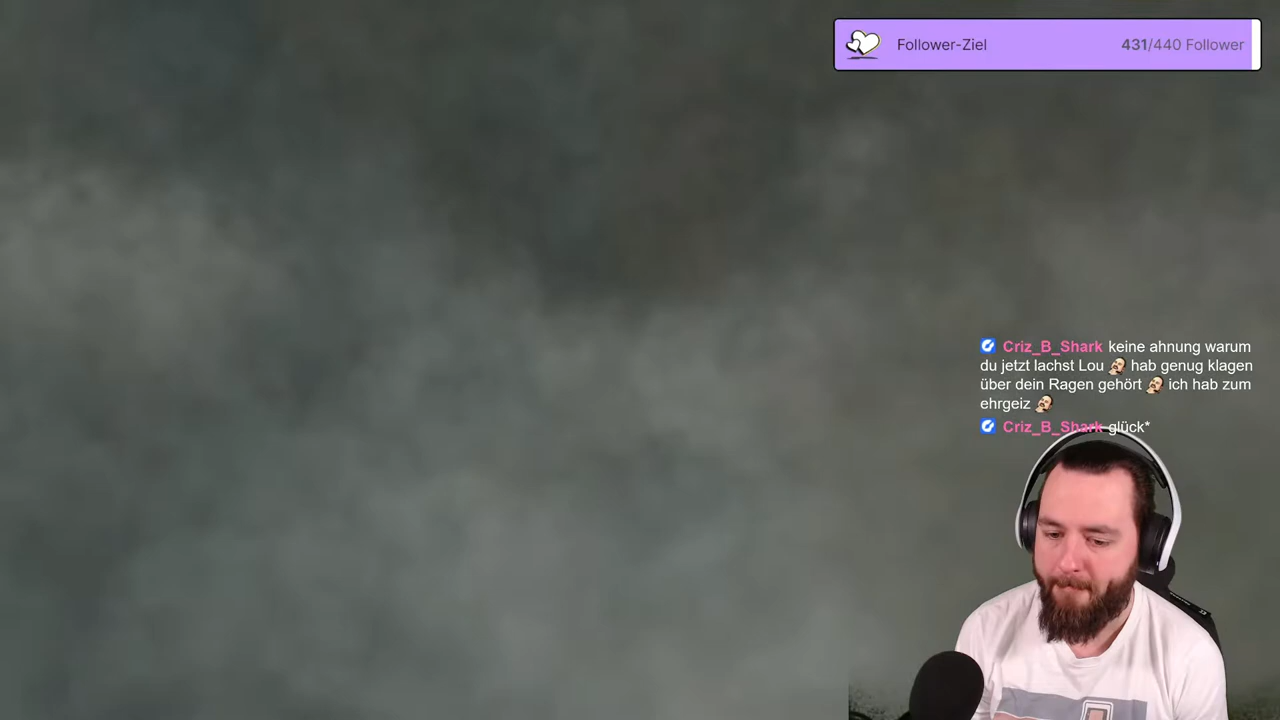 Follower-Ziel
431/440 Follower
Criz_B_Shark keine ahnung warum
du jetzt lachst Lou hab genug klagen
über dein Ragen gehört ich hab zum
ehrgeiz
Criz_B_Shark glück*